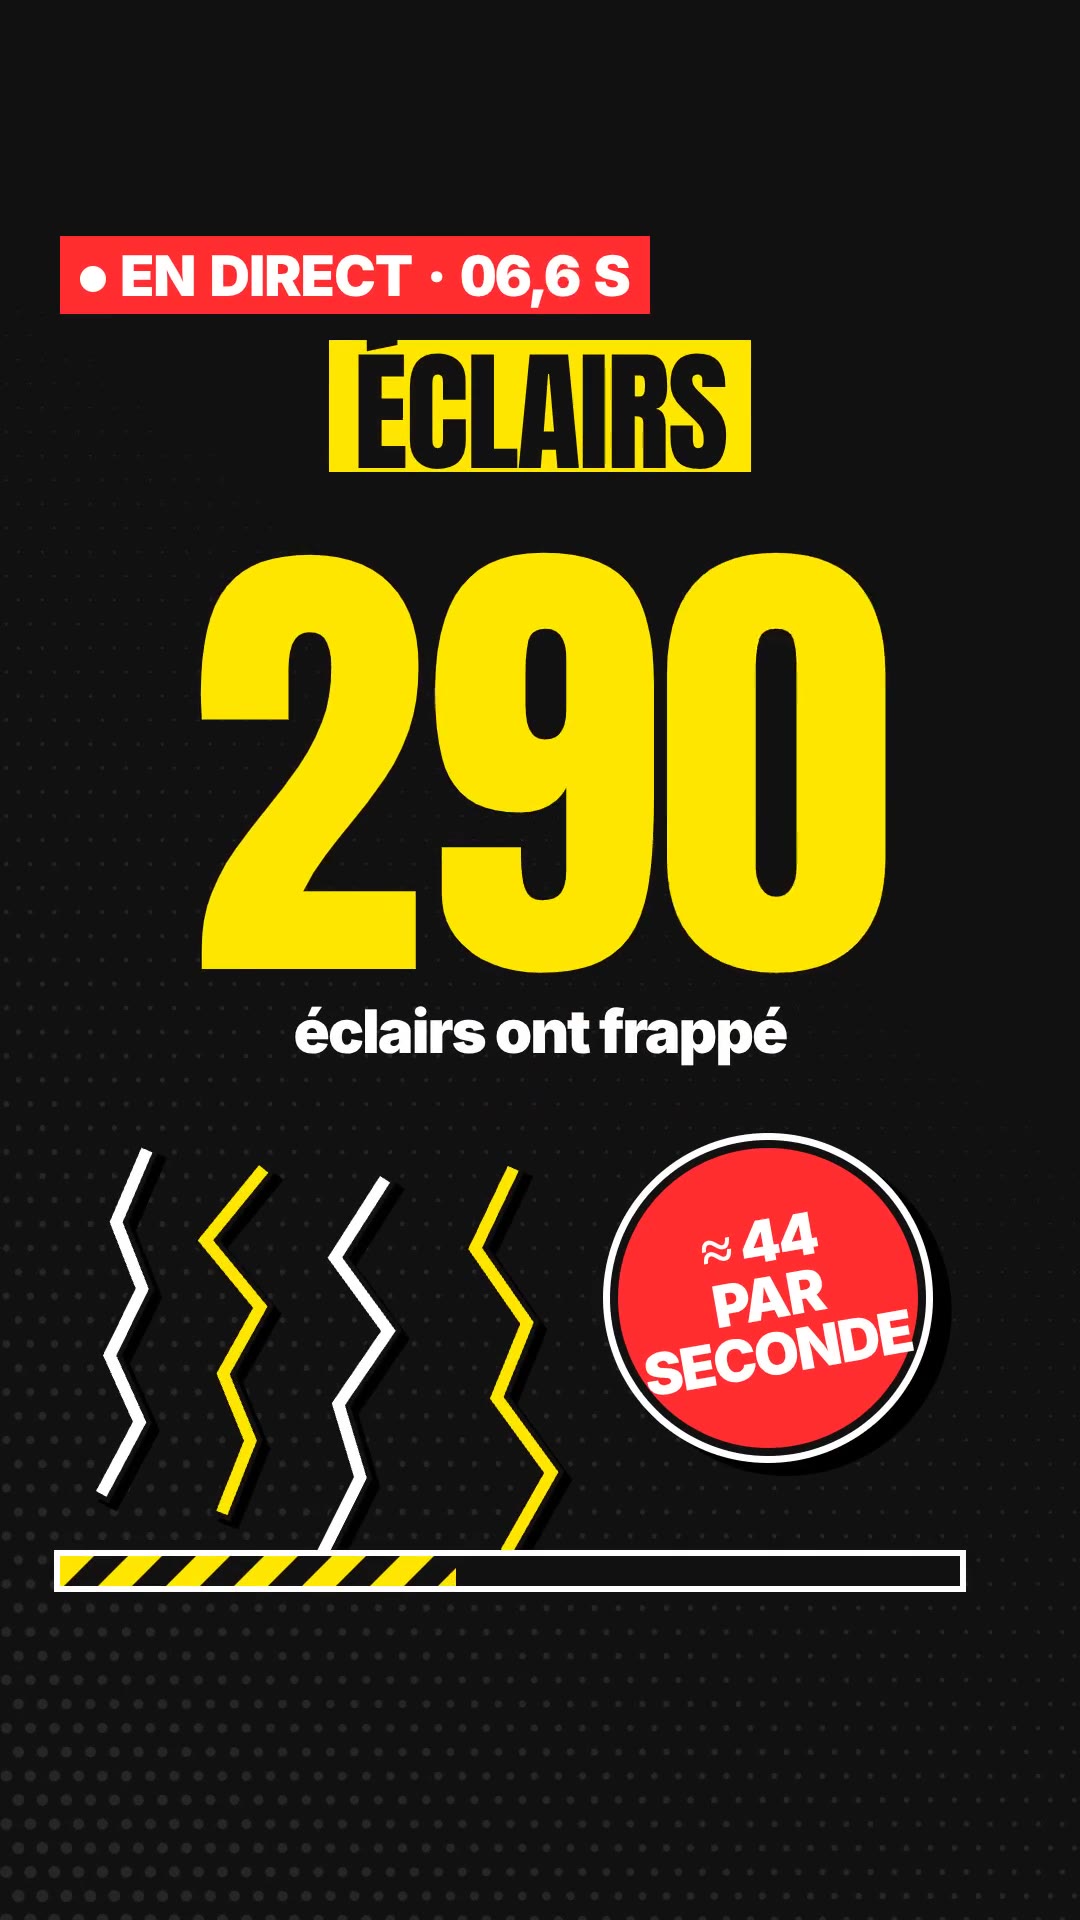 ● EN DIRECT · 06,6 S
ÉCLAIRS
290
éclairs ont frappé
≈ 44
PAR
SECONDE